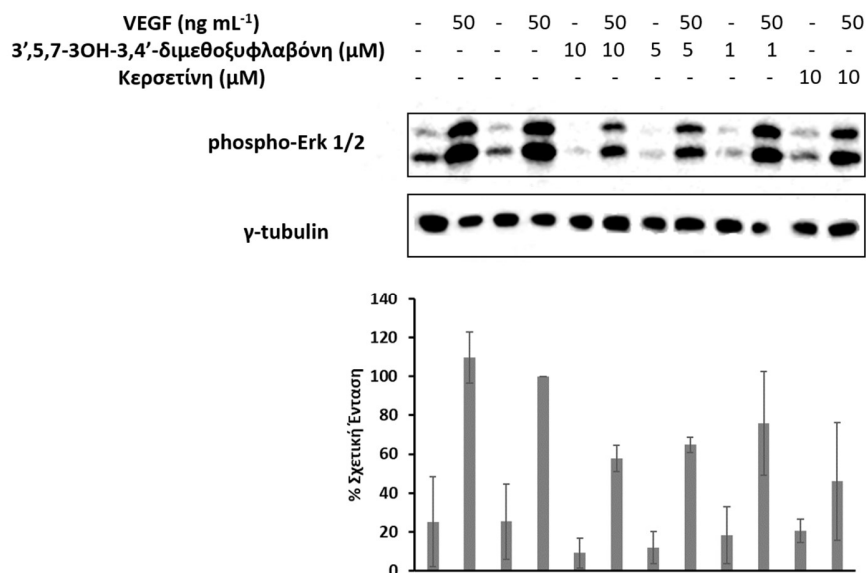 VEGF (ng mL⁻¹) - 50 - 50 - 50 - 50 - 50 - 50
3΄,5,7-3OH-3,4΄-διμεθοξυφλαβόνη (μM) - - - - 10 10 5 5 1 1 - -
Κερσετίνη (μM) - - - - - - - - - - 10 10
phospho-Erk 1/2
γ-tubulin
% Σχετική Ένταση
140
120
100
80
60
40
20
0